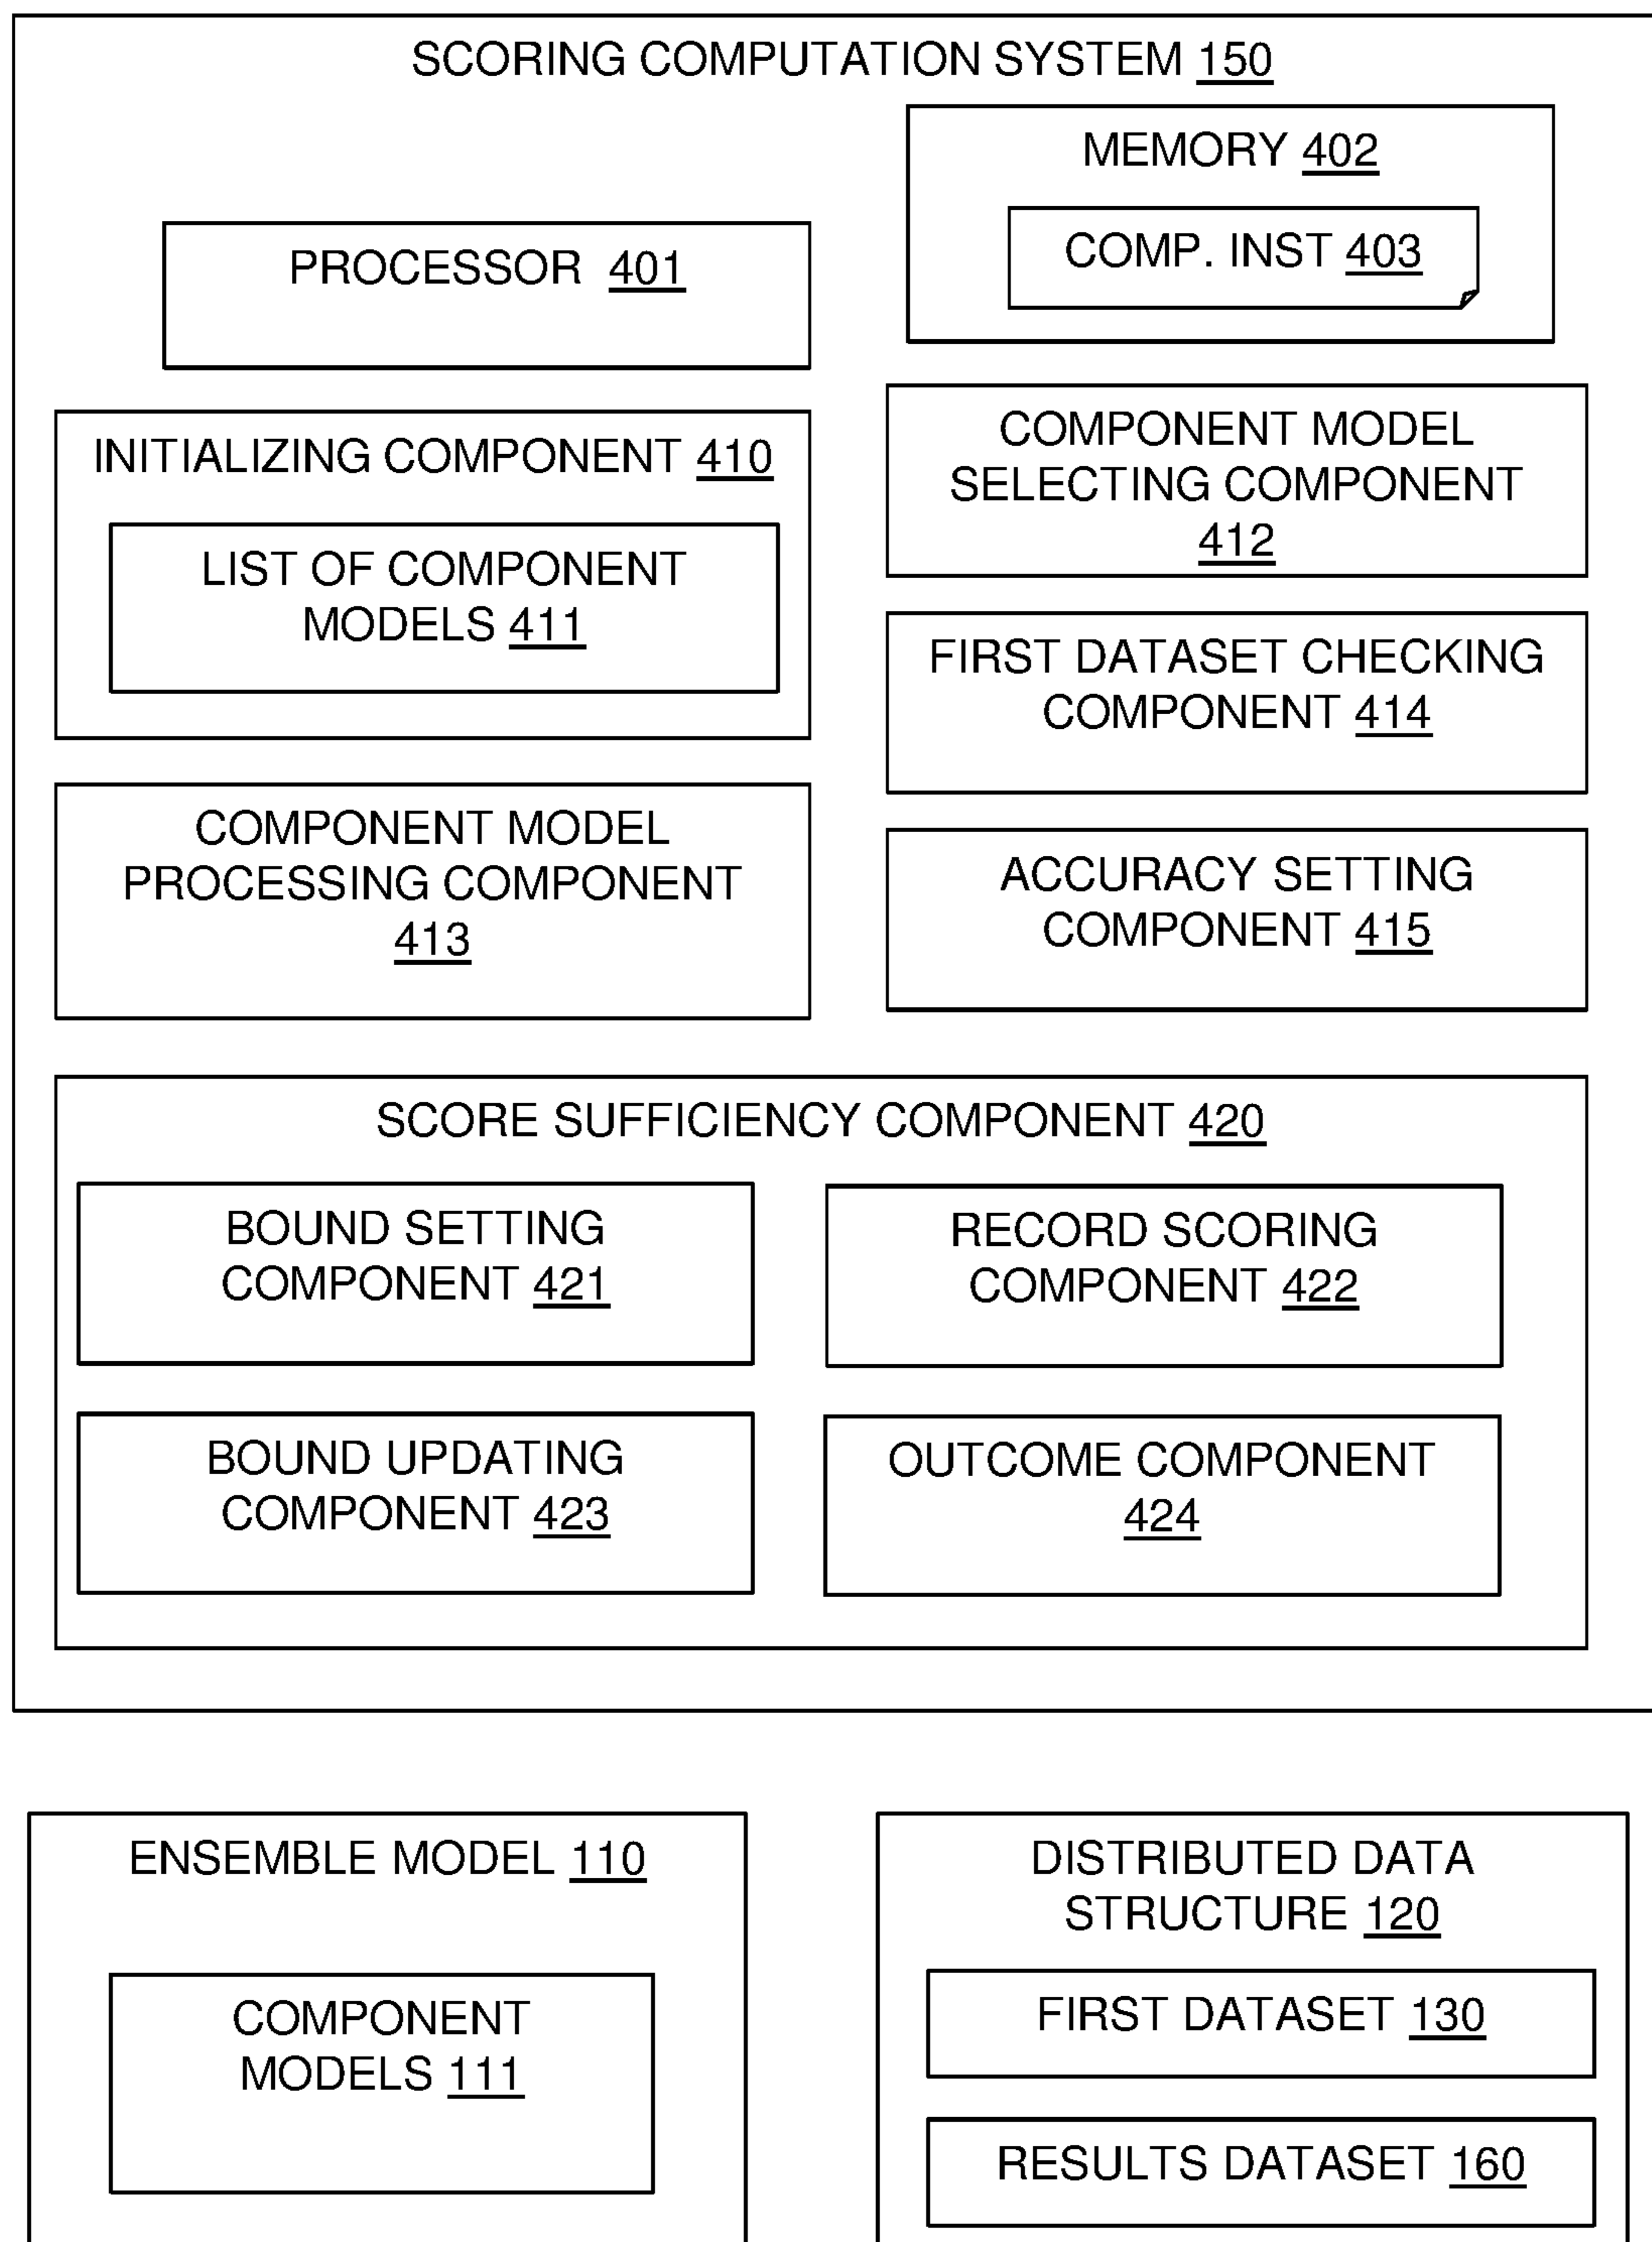 SCORING COMPUTATION SYSTEM 150
MEMORY 402
COMP. INST 403
PROCESSOR 401
INITIALIZING COMPONENT 410
LIST OF COMPONENT
MODELS 411
COMPONENT MODEL
SELECTING COMPONENT
412
FIRST DATASET CHECKING
COMPONENT 414
COMPONENT MODEL
PROCESSING COMPONENT
413
ACCURACY SETTING
COMPONENT 415
SCORE SUFFICIENCY COMPONENT 420
BOUND SETTING
COMPONENT 421
RECORD SCORING
COMPONENT 422
BOUND UPDATING
COMPONENT 423
OUTCOME COMPONENT
424
ENSEMBLE MODEL 110
COMPONENT
MODELS 111
DISTRIBUTED DATA
STRUCTURE 120
FIRST DATASET 130
RESULTS DATASET 160